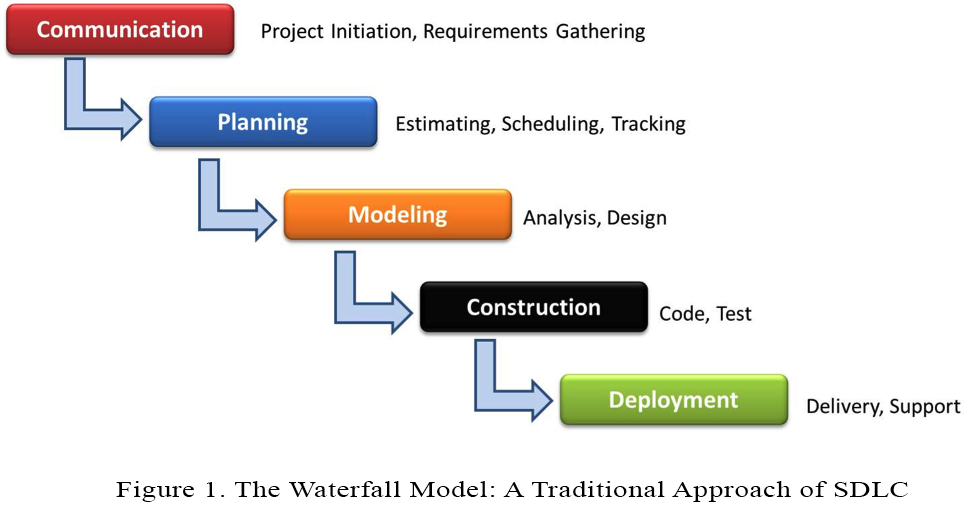 Communication
Project Initiation, Requirements Gathering
Planning
Estimating, Scheduling, Tracking
Modeling
Analysis, Design
Construction
Code, Test
Deployment
Delivery, Support
Figure 1. The Waterfall Model: A Traditional Approach of SDLC